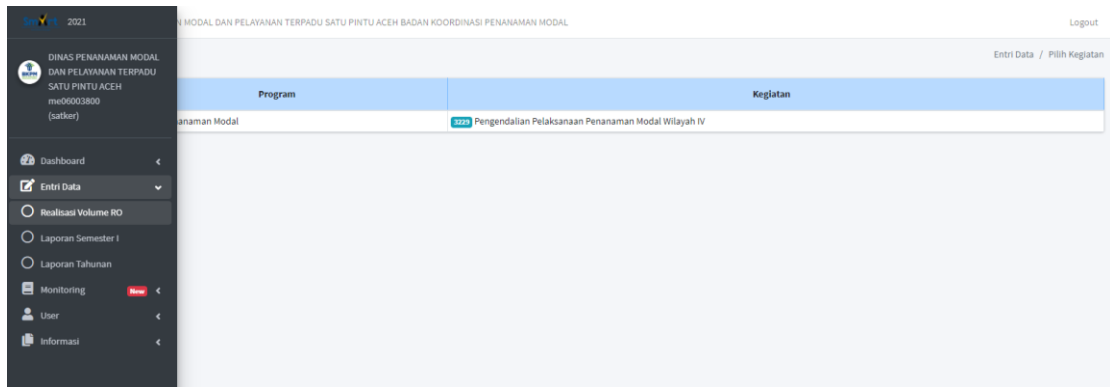 2021
MODAL DAN PELAYANAN TERPADU SATU PINTU ACEH BADAN KOORDINASI PENANAMAN MODAL
Logout
DINAS PENANAMAN MODAL
DAN PELAYANAN TERPADU
SATU PINTU ACEH
me06003800
(satker)
Entri Data / Pilih Kegiatan
Program
Kegiatan
anaman Modal
3229 Pengendalian Pelaksanaan Penanaman Modal Wilayah IV
Dashboard
Entri Data
Realisasi Volume RO
Laporan Semester I
Laporan Tahunan
Monitoring New
User
Informasi